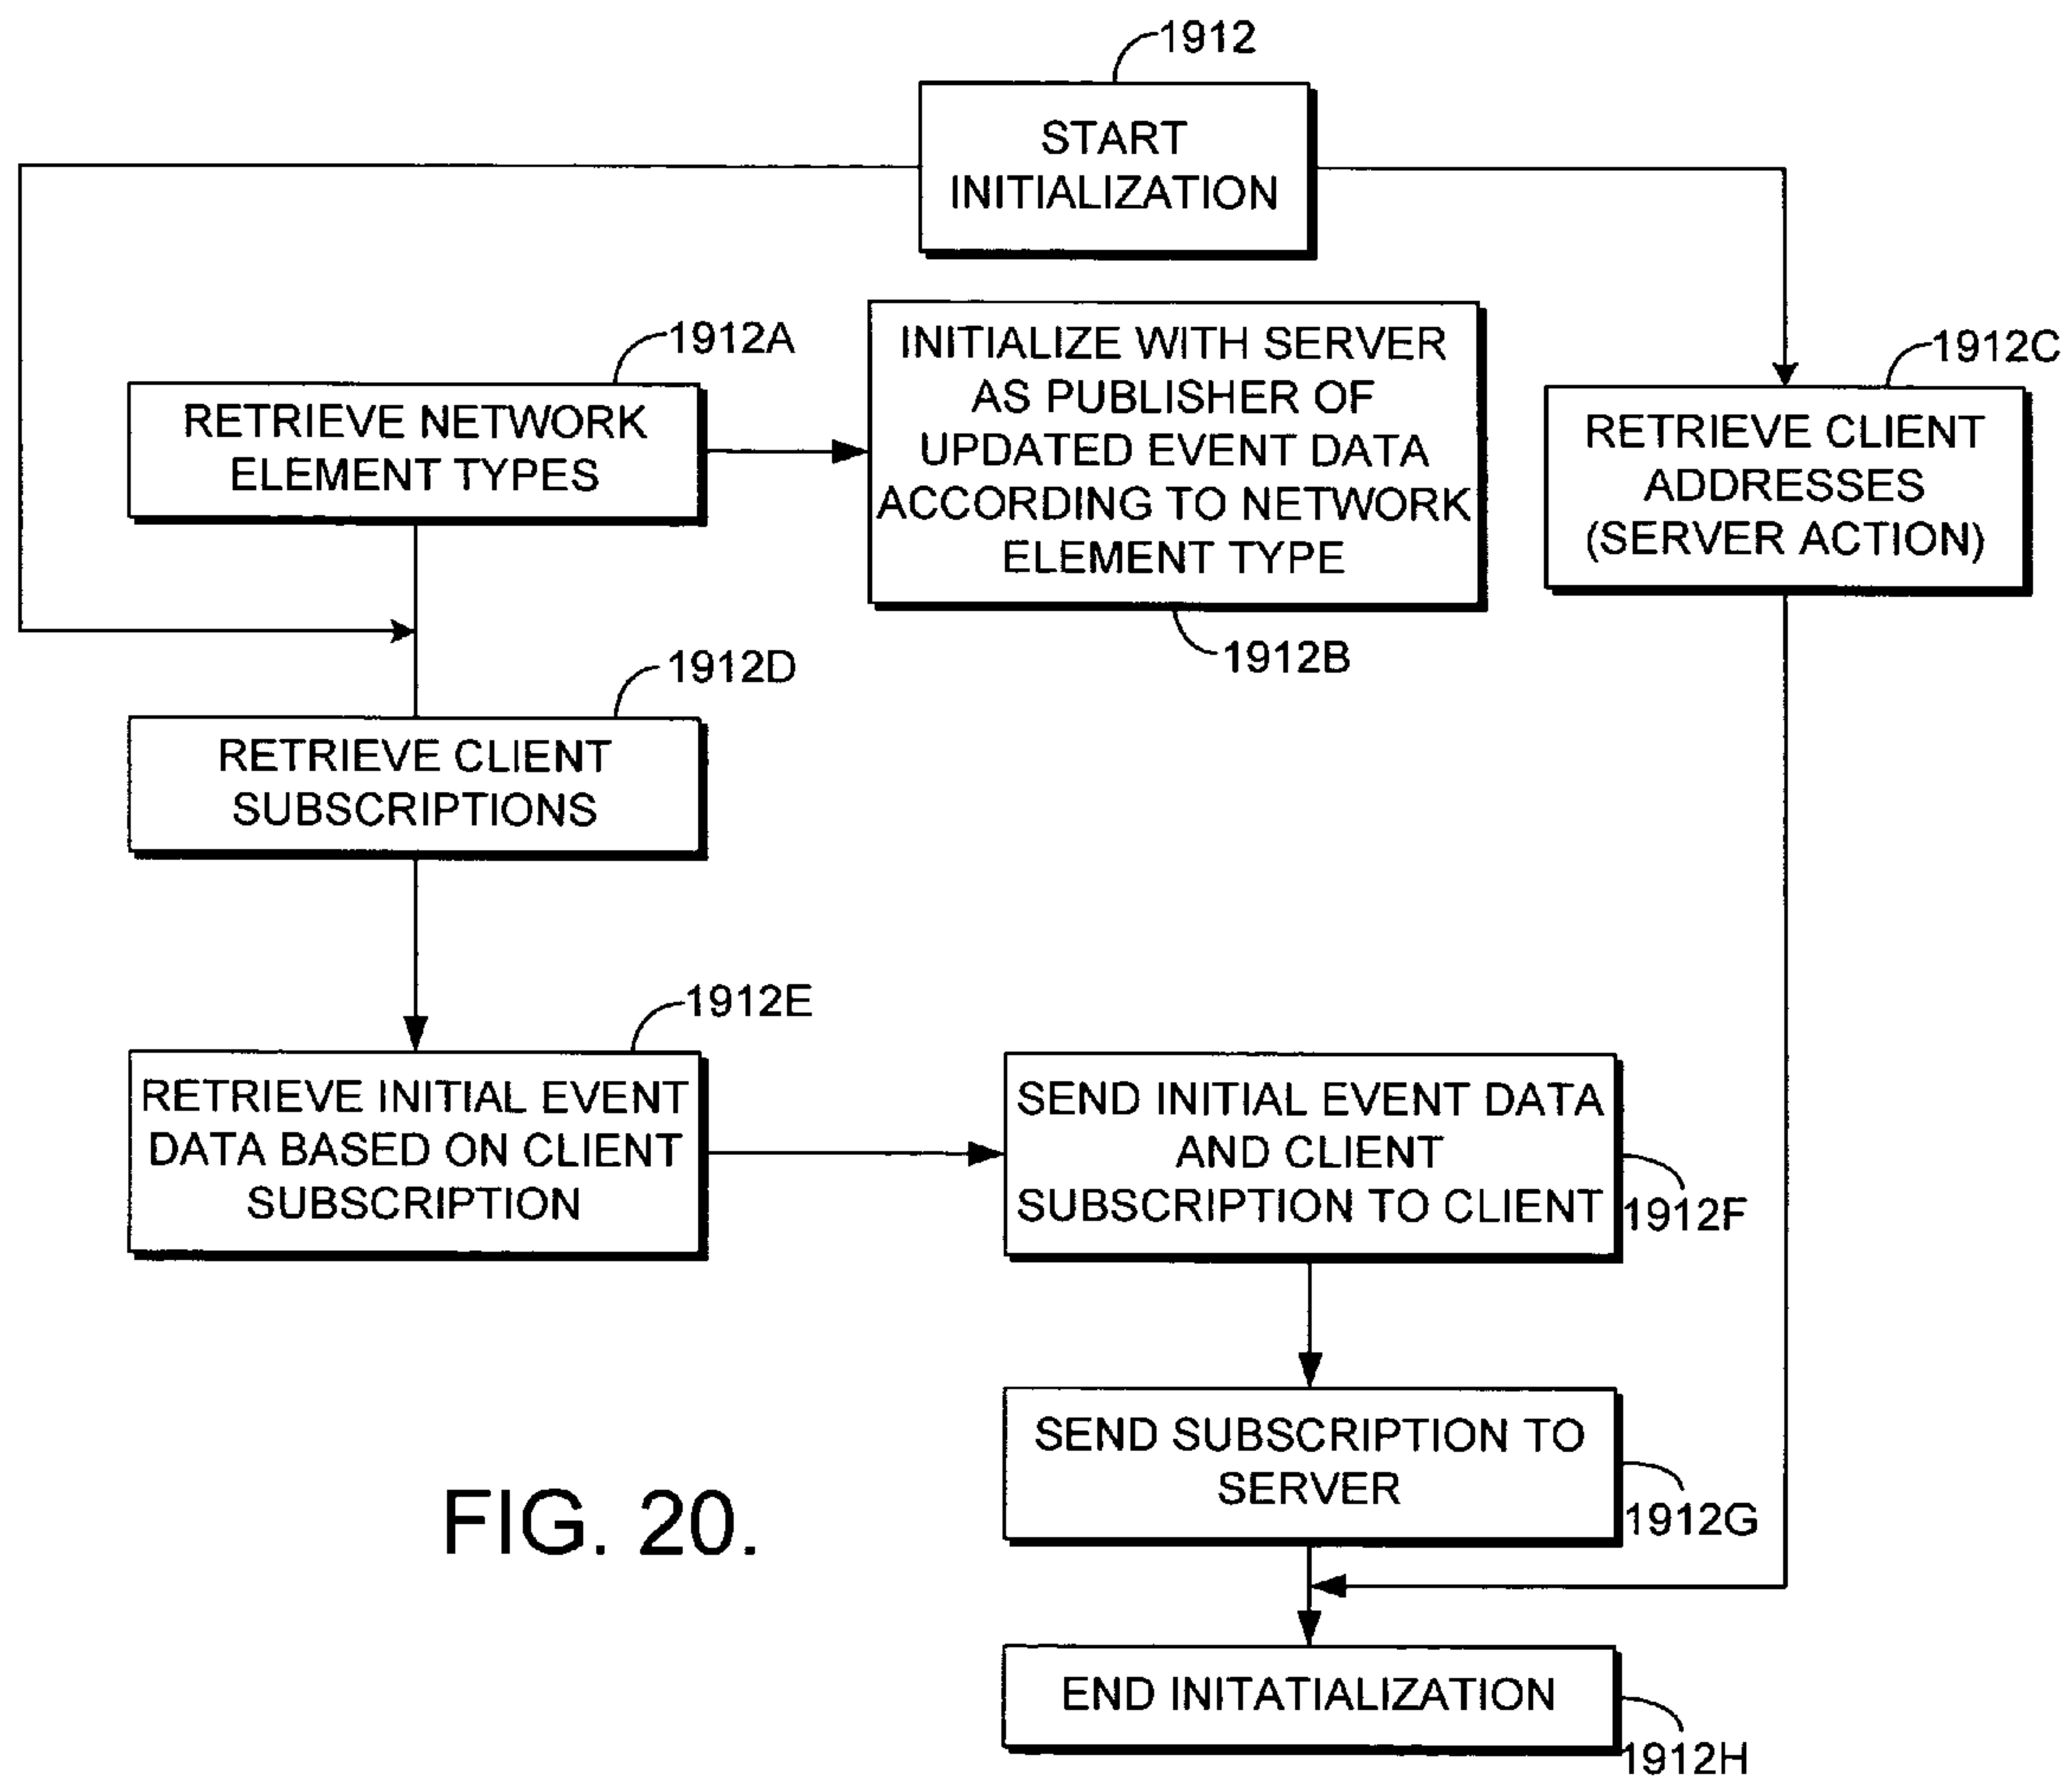 1912
START
INITIALIZATION
1912A
RETRIEVE NETWORK
ELEMENT TYPES
INITIALIZE WITH SERVER
AS PUBLISHER OF
UPDATED EVENT DATA
ACCORDING TO NETWORK
ELEMENT TYPE
1912B
1912C
RETRIEVE CLIENT
ADDRESSES
(SERVER ACTION)
1912D
RETRIEVE CLIENT
SUBSCRIPTIONS
1912E
RETRIEVE INITIAL EVENT
DATA BASED ON CLIENT
SUBSCRIPTION
SEND INITIAL EVENT DATA
AND CLIENT
SUBSCRIPTION TO CLIENT
1912F
SEND SUBSCRIPTION TO
SERVER
1912G
END INITATIALIZATION
1912H
FIG. 20.